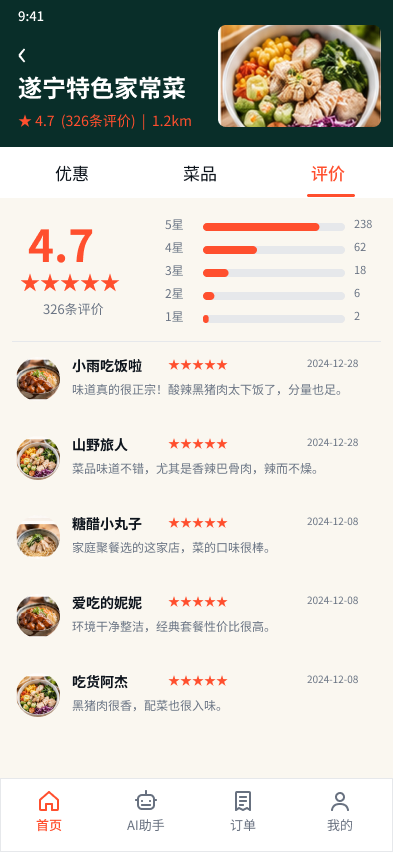 9:41
遂宁特色家常菜
★ 4.7 (326条评价) | 1.2km
优惠 菜品 评价
4.7
★★★★★
326条评价
5星 238
4星 62
3星 18
2星 6
1星 2
小雨吃饭啦 ★★★★★ 2024-12-28
味道真的很正宗！酸辣黑猪肉太下饭了，分量也足。
山野旅人 ★★★★★ 2024-12-28
菜品味道不错，尤其是香辣巴骨肉，辣而不燥。
糖醋小丸子 ★★★★★ 2024-12-08
家庭聚餐选的这家店，菜的口味很棒。
爱吃的妮妮 ★★★★★ 2024-12-08
环境干净整洁，经典套餐性价比很高。
吃货阿杰 ★★★★★ 2024-12-08
黑猪肉很香，配菜也很入味。
首页 AI助手 订单 我的